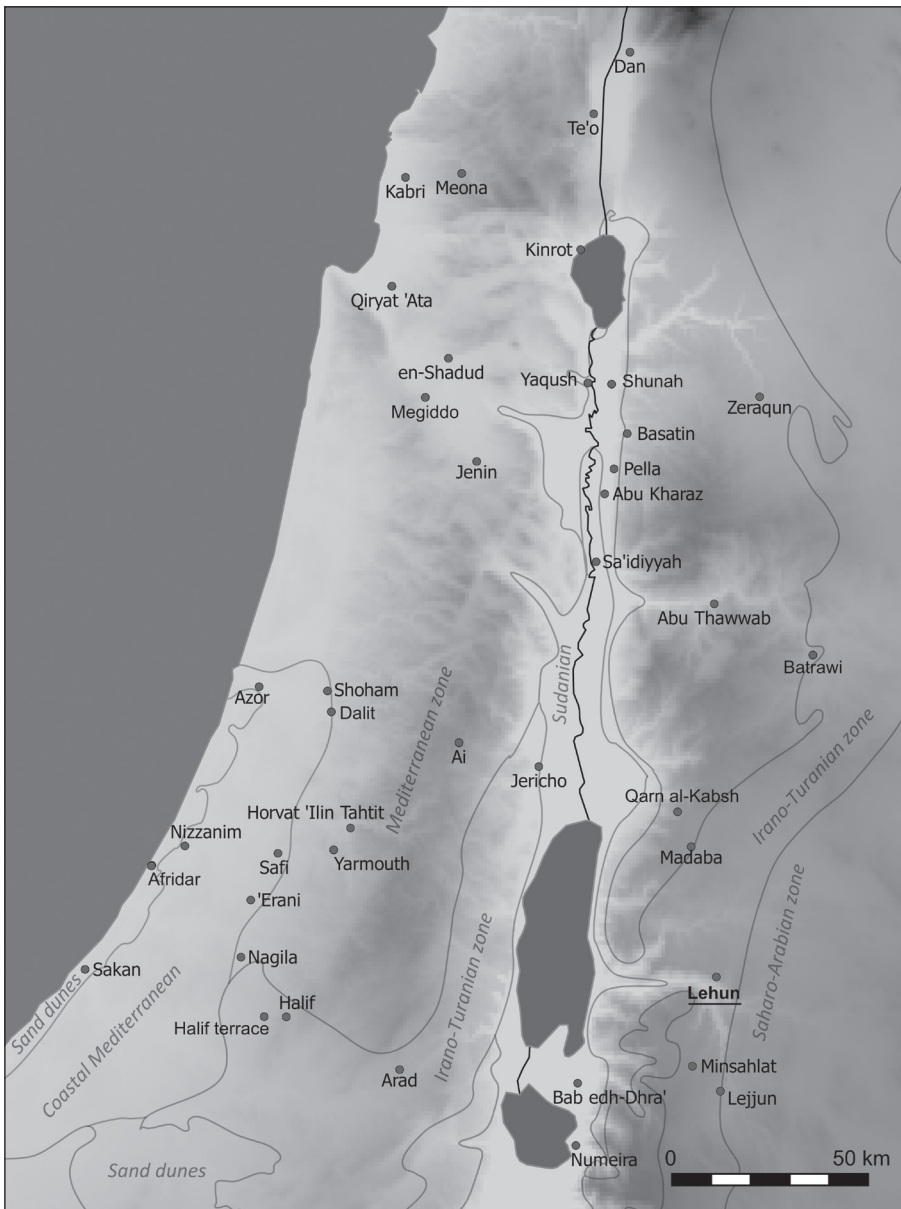 Dan
Te'o
Kabri
Meona
Kinrot
Qiryat 'Ata
en-Shadud
Yaqush
Shunah
Megiddo
Zeraqun
Basatin
Jenin
Pella
Abu Kharaz
Sa'idiyyah
Abu Thawwab
Batrawi
Sudanian
Azor
Shoham
Dalit
Mediterranean zone
Ai
Jericho
Irano-Turanian zone
Qarn al-Kabsh
Horvat 'Ilin Tahtit
Nizzanim
Safi
Yarmouth
Madaba
Afridar
'Erani
Saharo-Arabian zone
Nagila
Sakan
Irano-Turanian zone
Lehun
Sand dunes
Coastal Mediterranean
Halif
Halif terrace
Arad
Minsahlat
Bab edh-Dhra'
Lejjun
Numeira
Sand dunes
0 50 km